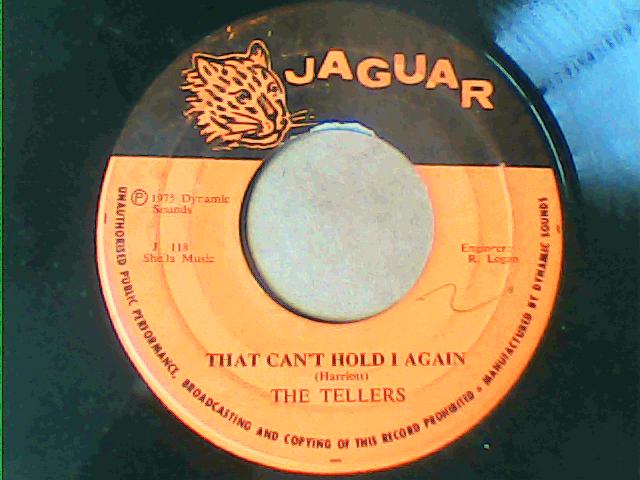 JAGUAR
Ⓟ 1975 Dynamic
Sounds
J. 118
Sheila Music
Engineer:
R. Logan
THAT CAN'T HOLD I AGAIN
(Harriott)
THE TELLERS
UNAUTHORISED PUBLIC PERFORMANCE, BROADCASTING AND COPYING OF THIS RECORD PROHIBITED • MANUFACTURED BY DYNAMIC SOUNDS